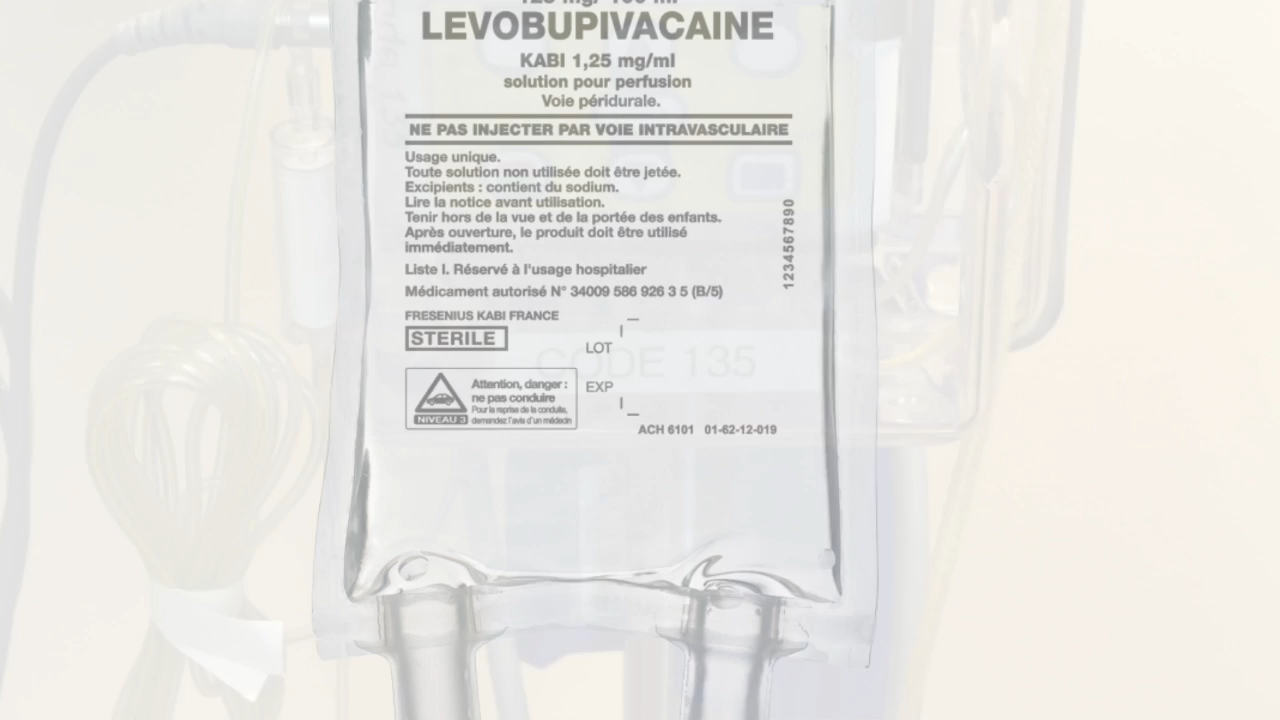 125 mg/ 100 ml
LEVOBUPIVACAINE
KABI 1,25 mg/ml
solution pour perfusion
Voie péridurale.
NE PAS INJECTER PAR VOIE INTRAVASCULAIRE
Usage unique.
Toute solution non utilisée doit être jetée.
Excipients : contient du sodium.
Lire la notice avant utilisation.
Tenir hors de la vue et de la portée des enfants.
Après ouverture, le produit doit être utilisé
immédiatement.
1234567890
Liste I. Réservé à l'usage hospitalier
Médicament autorisé N° 34009 586 926 3 5 (B/5)
FRESENIUS KABI FRANCE
STERILE
LOT
CODE 135
EXP
Attention, danger :
ne pas conduire
Pour la reprise de la conduite,
demandez l'avis d'un médecin
NIVEAU 3
ACH 6101 01-62-12-019